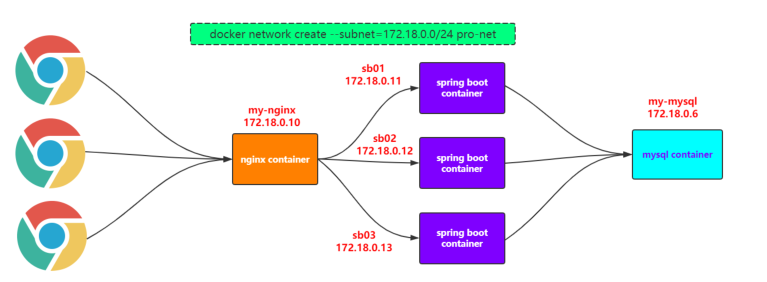 docker network create --subnet=172.18.0.0/24 pro-net
sb01
172.18.0.11
spring boot
container
my-nginx
172.18.0.10
nginx container
sb02
172.18.0.12
spring boot
container
my-mysql
172.18.0.6
mysql container
sb03
172.18.0.13
spring boot
container